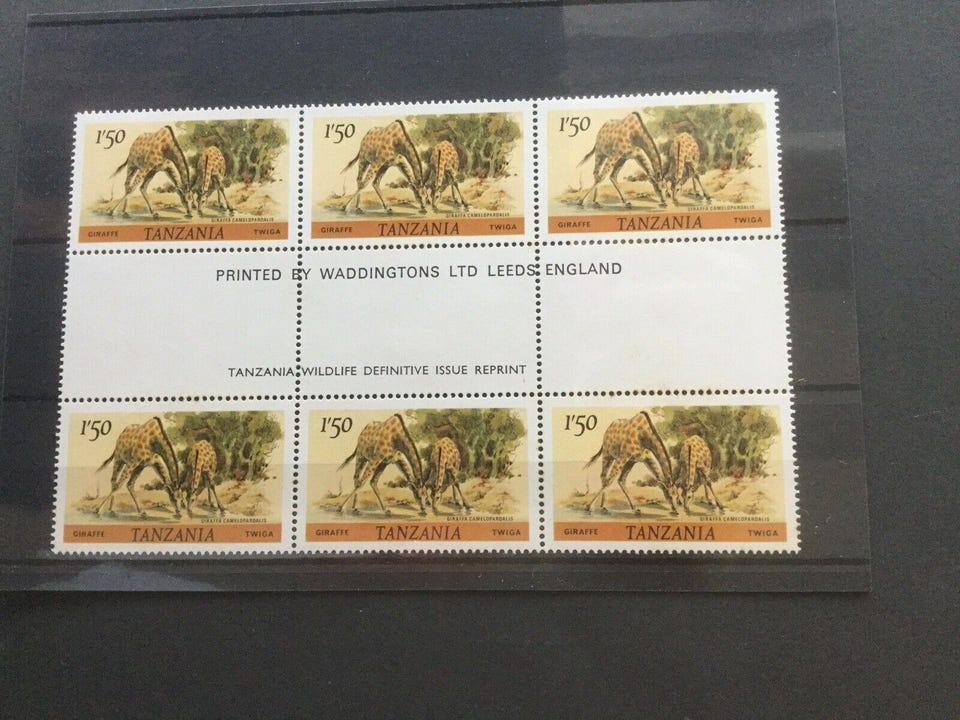 1'50 1'50 1'50
GIRAFFA CAMELOPARDALIS GIRAFFA CAMELOPARDALIS GIRAFFA CAMELOPARDALIS
GIRAFFE TANZANIA TWIGA GIRAFFE TANZANIA TWIGA GIRAFFE TANZANIA TWIGA
PRINTED BY WADDINGTONS LTD LEEDS ENGLAND
TANZANIA WILDLIFE DEFINITIVE ISSUE REPRINT
1'50 1'50 1'50
GIRAFFA CAMELOPARDALIS GIRAFFA CAMELOPARDALIS GIRAFFA CAMELOPARDALIS
GIRAFFE TANZANIA TWIGA GIRAFFE TANZANIA TWIGA GIRAFFE TANZANIA TWIGA